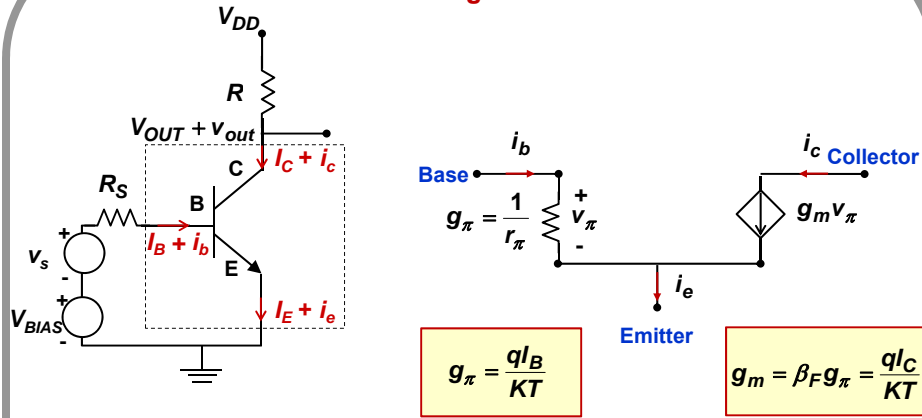 V_DD
R
V_OUT + v_out
I_C + i_c
C
R_S
B
I_B + i_b
E
+
v_s
-
+
V_BIAS
-
I_E + i_e
i_b
Base
g_π = 1/r_π
+
v_π
-
i_c
Collector
g_m v_π
i_e
Emitter
g_π = qI_B/KT
g_m = β_F g_π = qI_C/KT